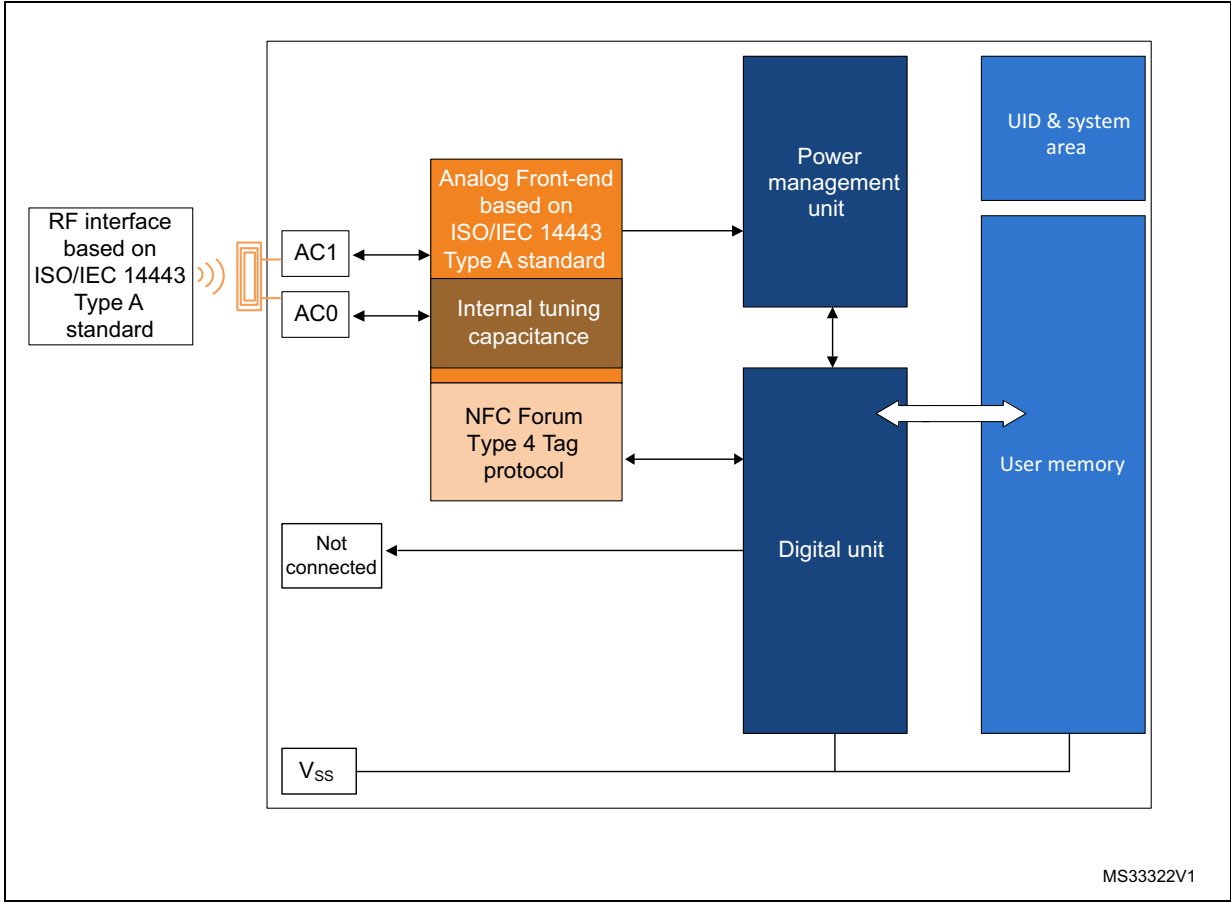 RF interface
based on
ISO/IEC 14443
Type A
standard
AC1
AC0
Analog Front-end
based on
ISO/IEC 14443
Type A standard
Internal tuning
capacitance
NFC Forum
Type 4 Tag
protocol
Not
connected
VSS
Power
management
unit
Digital unit
UID & system
area
User memory
MS33322V1